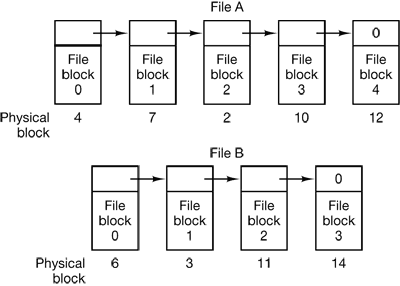 File A
0
File block 0
File block 1
File block 2
File block 3
File block 4
Physical block
4 7 2 10 12
File B
0
File block 0
File block 1
File block 2
File block 3
Physical block
6 3 11 14